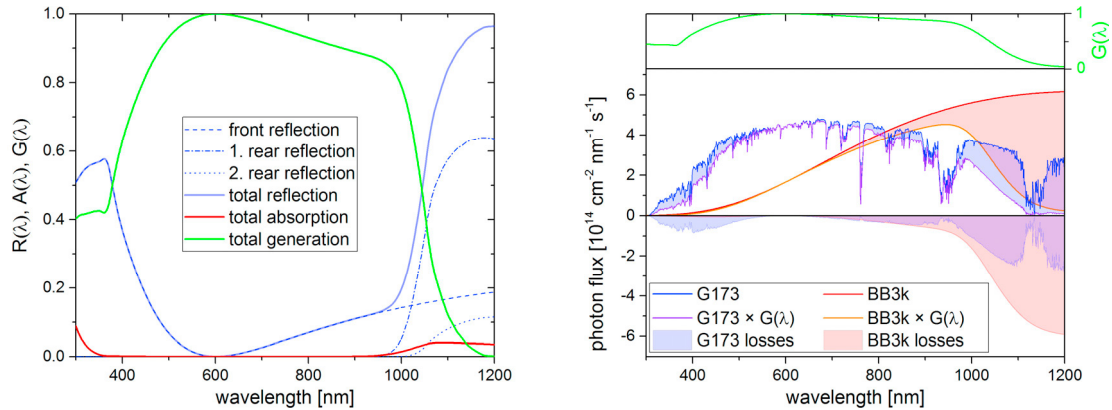 1.0
0.8
0.6
0.4
0.2
0.0
R(λ), A(λ), G(λ)
front reflection
1. rear reflection
2. rear reflection
total reflection
total absorption
total generation
400
600
800
1000
1200
wavelength [nm]
1
0
G(λ)
6
4
2
0
-2
-4
-6
photon flux [10¹⁴ cm⁻² nm⁻¹ s⁻¹]
G173
BB3k
G173 × G(λ)
BB3k × G(λ)
G173 losses
BB3k losses
400
600
800
1000
1200
wavelength [nm]